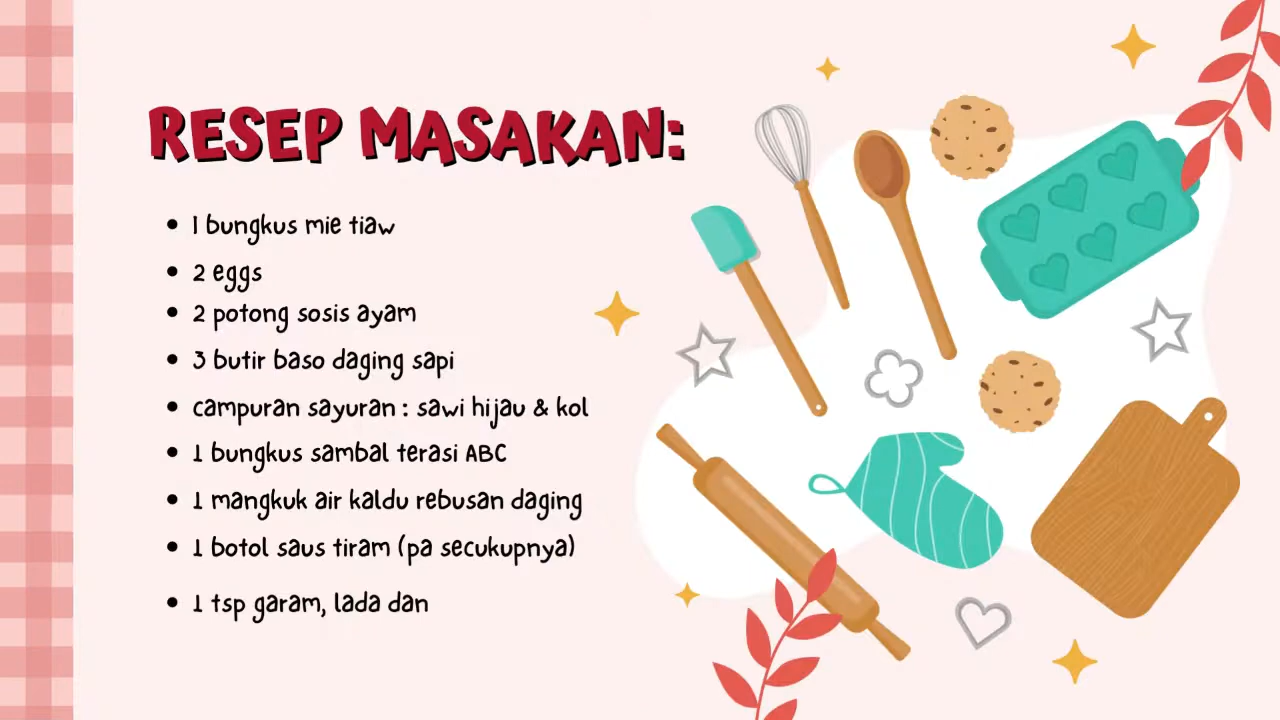 RESEP MASAKAN:
• 1 bungkus mie tiaw
• 2 eggs
• 2 potong sosis ayam
• 3 butir baso daging sapi
• campuran sayuran : sawi hijau & kol
• 1 bungkus sambal terasi ABC
• 1 mangkuk air kaldu rebusan daging
• 1 botol saus tiram (pa secukupnya)
• 1 tsp garam, lada dan